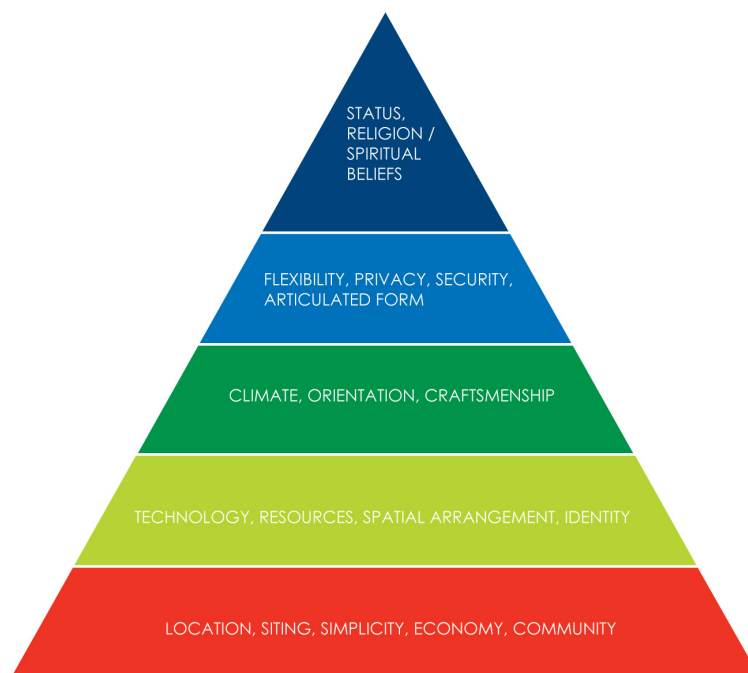 STATUS,
RELIGION /
SPIRITUAL
BELIEFS
FLEXIBILITY, PRIVACY, SECURITY,
ARTICULATED FORM
CLIMATE, ORIENTATION, CRAFTSMENSHIP
TECHNOLOGY, RESOURCES, SPATIAL ARRANGEMENT, IDENTITY
LOCATION, SITING, SIMPLICITY, ECONOMY, COMMUNITY